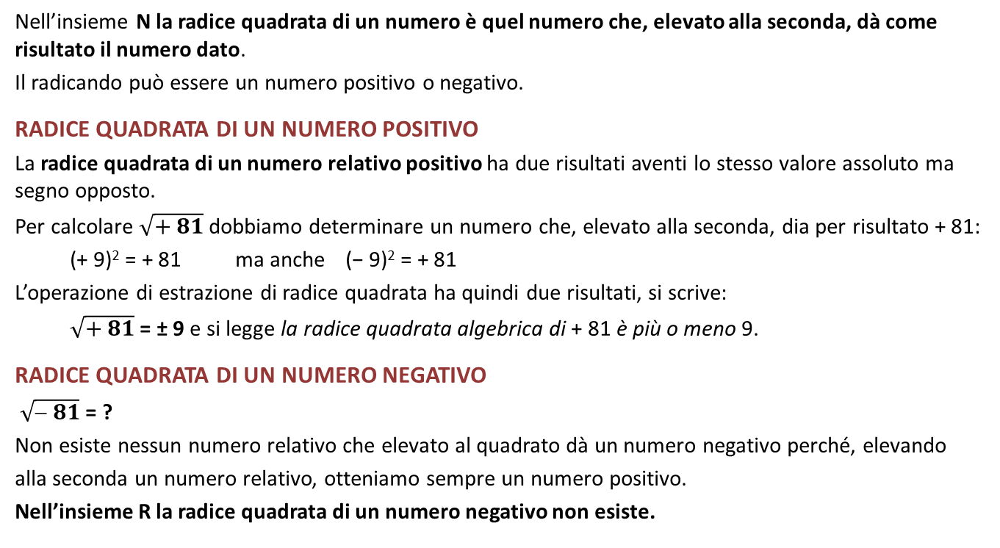 Nell’insieme N la radice quadrata di un numero è quel numero che, elevato alla seconda, dà come
risultato il numero dato.
Il radicando può essere un numero positivo o negativo.
RADICE QUADRATA DI UN NUMERO POSITIVO
La radice quadrata di un numero relativo positivo ha due risultati aventi lo stesso valore assoluto ma
segno opposto.
Per calcolare √+ 81 dobbiamo determinare un numero che, elevato alla seconda, dia per risultato + 81:
(+ 9)² = + 81 ma anche (− 9)² = + 81
L’operazione di estrazione di radice quadrata ha quindi due risultati, si scrive:
√+ 81 = ± 9 e si legge la radice quadrata algebrica di + 81 è più o meno 9.
RADICE QUADRATA DI UN NUMERO NEGATIVO
√− 81 = ?
Non esiste nessun numero relativo che elevato al quadrato dà un numero negativo perché, elevando
alla seconda un numero relativo, otteniamo sempre un numero positivo.
Nell’insieme R la radice quadrata di un numero negativo non esiste.